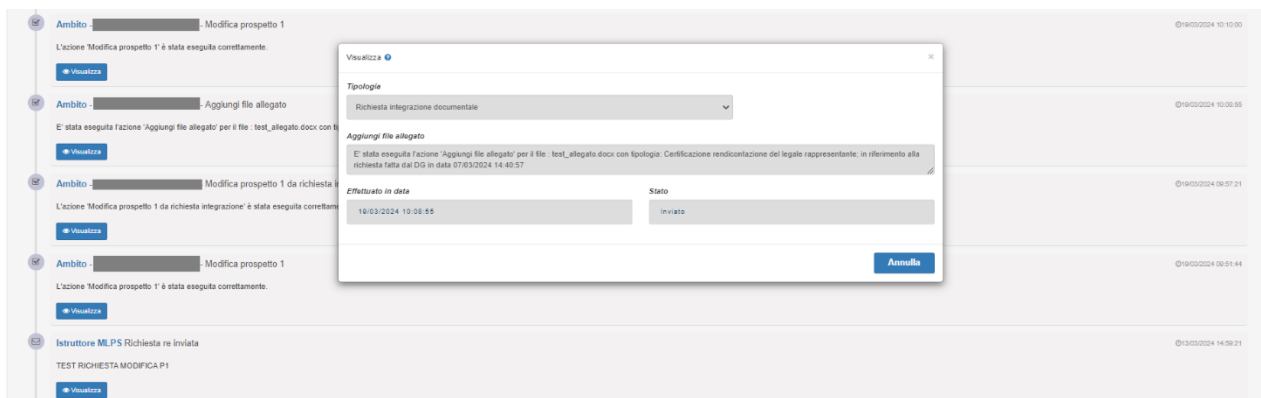 Ambito - - Modifica prospetto 1
19/03/2024 10:10:00
L'azione 'Modifica prospetto 1' è stata eseguita correttamente.
Visualizza
Ambito - - Aggiungi file allegato
19/03/2024 10:08:55
E' stata eseguita l'azione 'Aggiungi file allegato' per il file : test_allegato.docx con
Visualizza
Ambito - Modifica prospetto 1 da richiesta
19/03/2024 09:57:21
L'azione 'Modifica prospetto 1 da richiesta integrazione' è stata eseguita
Visualizza
Ambito - - Modifica prospetto 1
19/03/2024 09:51:44
L'azione 'Modifica prospetto 1' è stata eseguita correttamente.
Visualizza
Istruttore MLPS Richiesta re inviata
13/03/2024 14:59:21
TEST RICHIESTA MODIFICA P1
Visualizza
Visualizza
×
Tipologie
Richiesta integrazione documentale
Aggiungi file allegato
E' stata eseguita l'azione 'Aggiungi file allegato' per il file : test_allegato.docx con tipologia: Certificazione rendicontazione del legale rappresentante; in riferimento alla
richiesta fatta dal DG in data 07/03/2024 14:40:57
Effettuato in data
Stato
19/03/2024 10:08:55
Inviato
Annulla